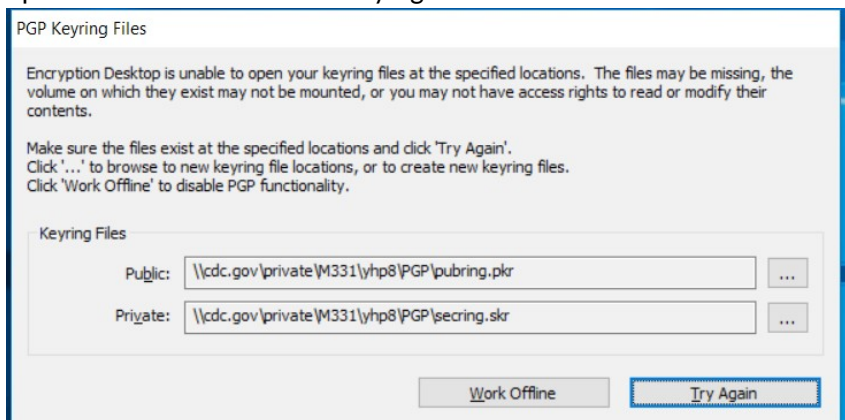 PGP Keyring Files
Encryption Desktop is unable to open your keyring files at the specified locations. The files may be missing, the
volume on which they exist may not be mounted, or you may not have access rights to read or modify their
contents.
Make sure the files exist at the specified locations and click 'Try Again'.
Click '...' to browse to new keyring file locations, or to create new keyring files.
Click 'Work Offline' to disable PGP functionality.
Keyring Files
Public: \\cdc.gov\private\M331\yhp8\PGP\pubring.pkr ...
Private: \\cdc.gov\private\M331\yhp8\PGP\secring.skr ...
Work Offline Try Again